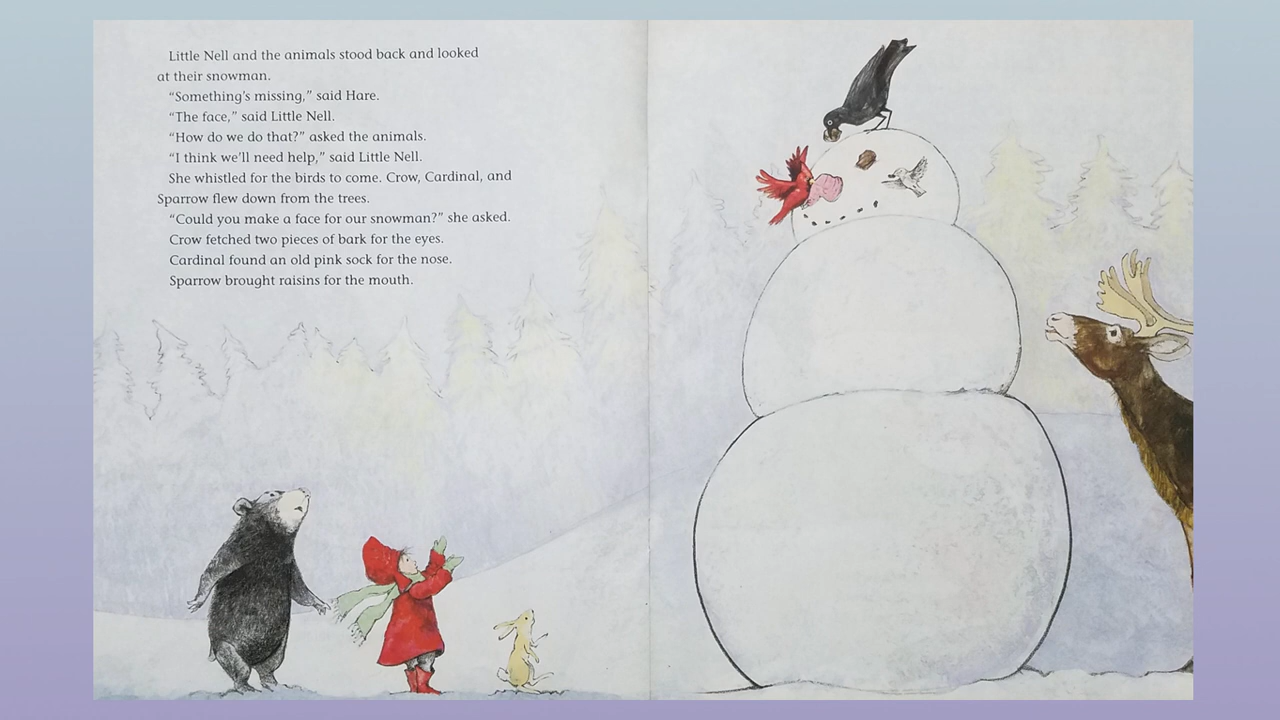 Little Nell and the animals stood back and looked
at their snowman.
“Something’s missing,” said Hare.
“The face,” said Little Nell.
“How do we do that?” asked the animals.
“I think we’ll need help,” said Little Nell.
She whistled for the birds to come. Crow, Cardinal, and
Sparrow flew down from the trees.
“Could you make a face for our snowman?” she asked.
Crow fetched two pieces of bark for the eyes.
Cardinal found an old pink sock for the nose.
Sparrow brought raisins for the mouth.